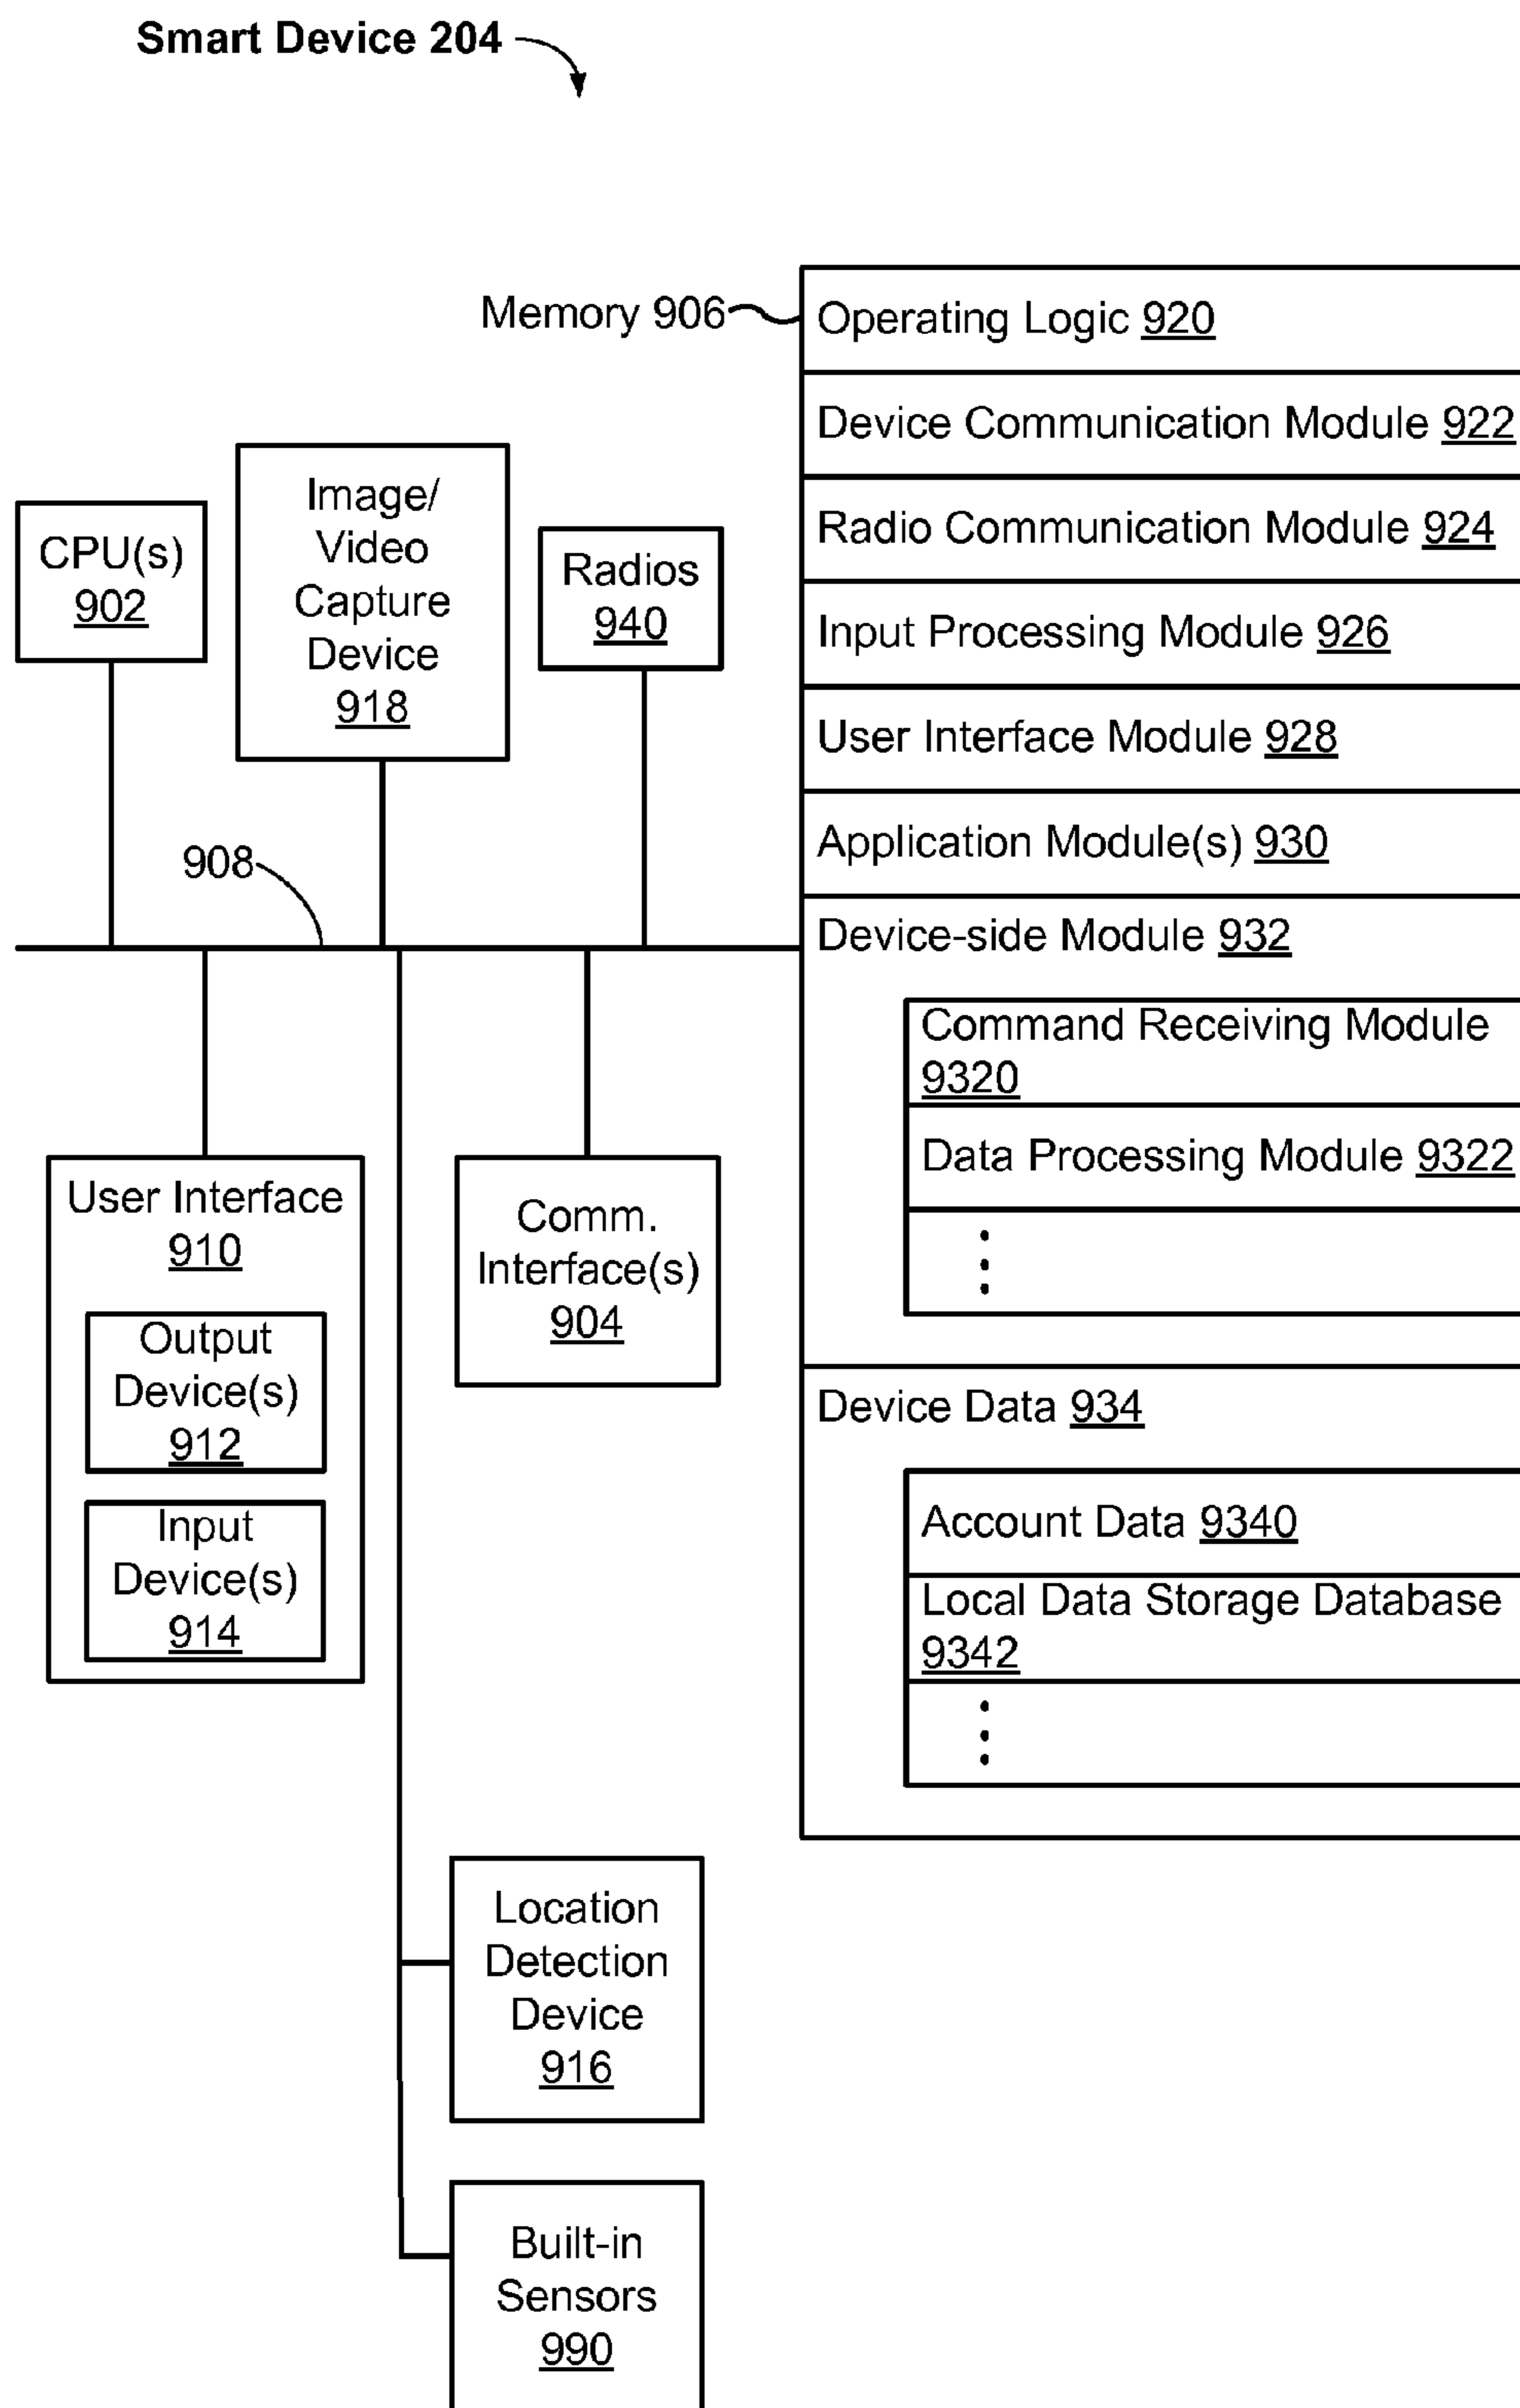 Smart Device 204
Memory 906
Operating Logic 920
Device Communication Module 922
Radio Communication Module 924
Input Processing Module 926
User Interface Module 928
Application Module(s) 930
Device-side Module 932
Command Receiving Module
9320
Data Processing Module 9322
Device Data 934
Account Data 9340
Local Data Storage Database
9342
CPU(s)
902
Image/
Video
Capture
Device
918
Radios
940
908
User Interface
910
Output
Device(s)
912
Input
Device(s)
914
Comm.
Interface(s)
904
Location
Detection
Device
916
Built-in
Sensors
990